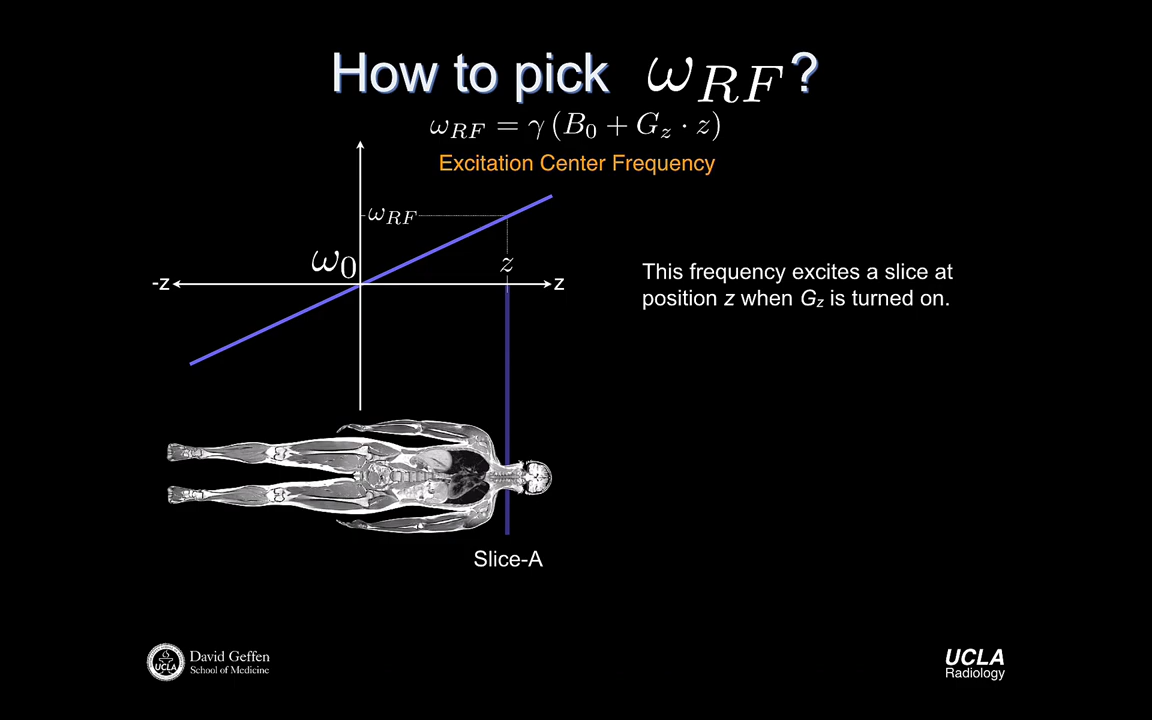 How to pick ω_RF ?
ω_RF = γ (B_0 + G_z · z)
Excitation Center Frequency
ω_RF
ω_0
z
-z
z
This frequency excites a slice at
position z when G_z is turned on.
Slice-A
UCLA
David Geffen
School of Medicine
UCLA
Radiology